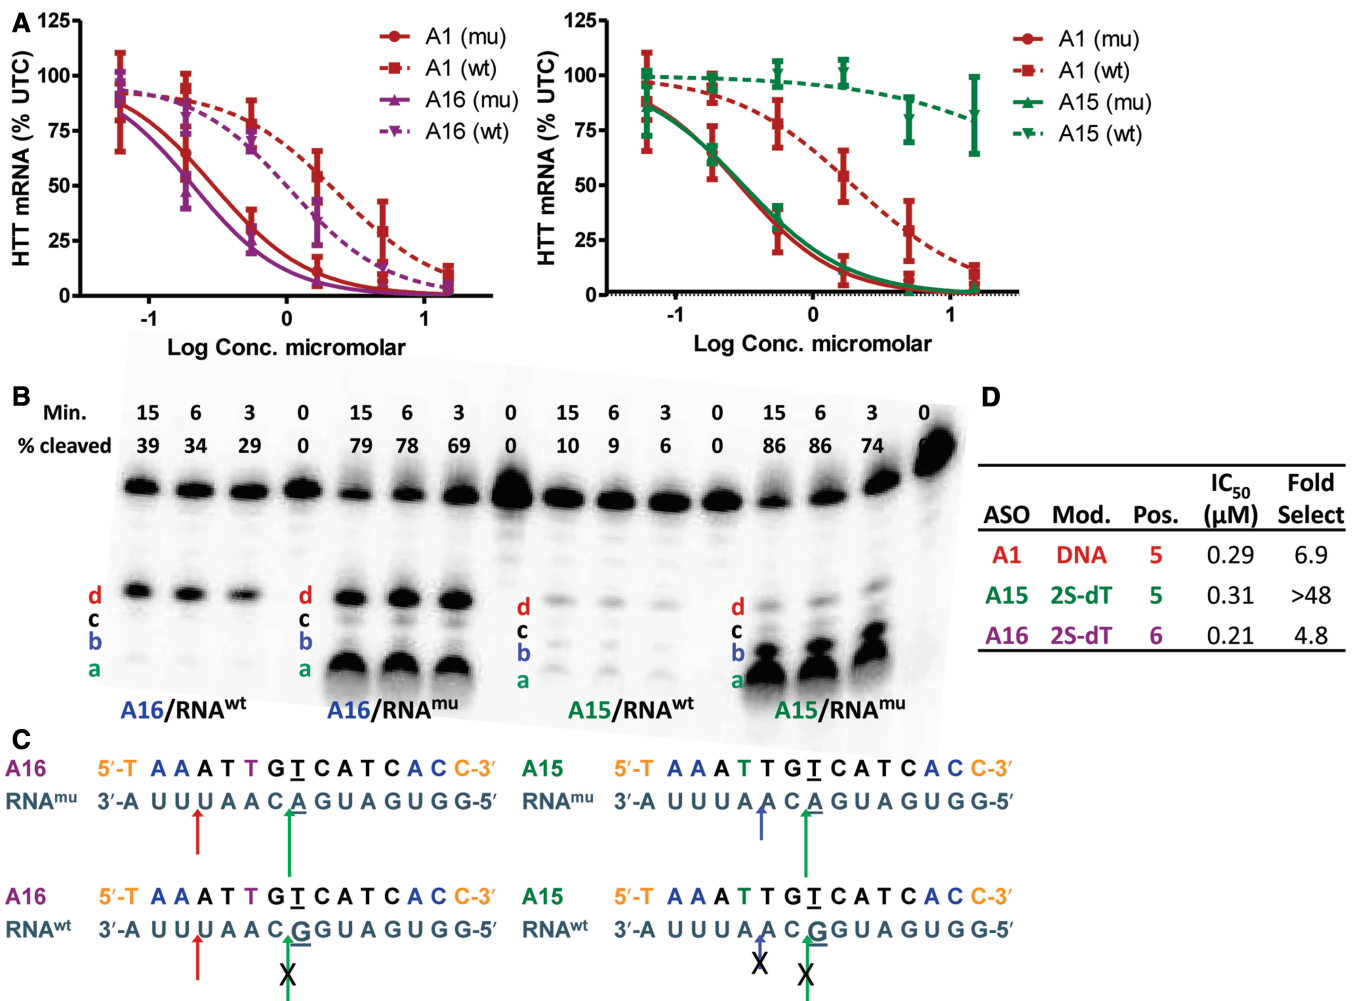 A
125
100
75
50
25
0
HTT mRNA (% UTC)
-1 0 1
Log Conc. micromolar
A1 (mu)
A1 (wt)
A16 (mu)
A16 (wt)
125
100
75
50
25
0
HTT mRNA (% UTC)
-1 0 1
Log Conc. micromolar
A1 (mu)
A1 (wt)
A15 (mu)
A15 (wt)
B
Min. 15 6 3 0 15 6 3 0 15 6 3 0 15 6 3 0
% cleaved 39 34 29 0 79 78 69 0 10 9 6 0 86 86 74
d d d d
c c c c
b b b b
a a a a
A16/RNAwt A16/RNAmu A15/RNAwt A15/RNAmu
D
ASO Mod. Pos. IC50 (µM) Fold Select
A1 DNA 5 0.29 6.9
A15 2S-dT 5 0.31 >48
A16 2S-dT 6 0.21 4.8
C
A16 5′-T A A A T T G T C A T C A C C-3′
RNAmu 3′-A U U U A A C A G U A G U G G-5′
A15 5′-T A A A T T G T C A T C A C C-3′
RNAmu 3′-A U U U A A C A G U A G U G G-5′
A16 5′-T A A A T T G T C A T C A C C-3′
RNAwt 3′-A U U U A A C G G U A G U G G-5′
X
A15 5′-T A A A T T G T C A T C A C C-3′
RNAwt 3′-A U U U A A C G G U A G U G G-5′
X X